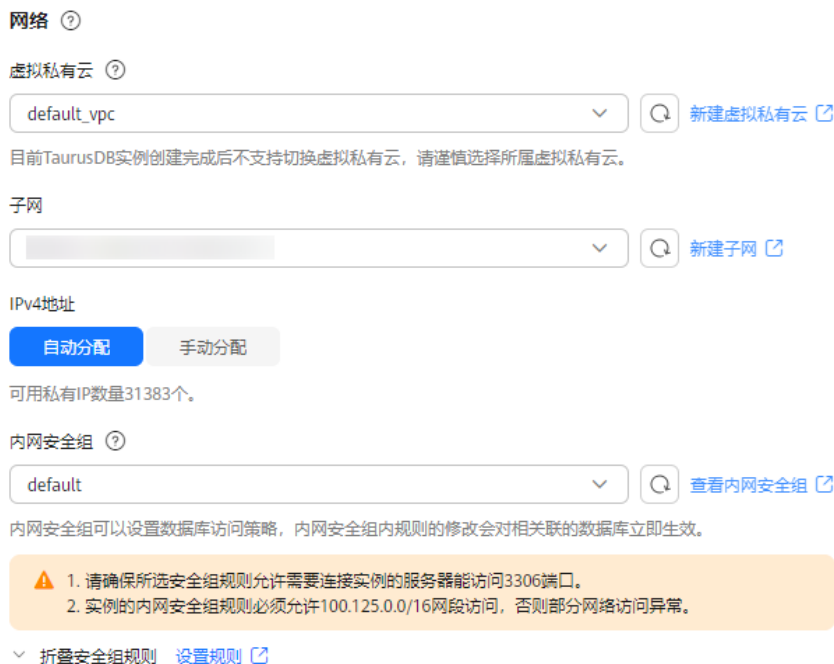 网络
虚拟私有云
default_vpc
新建虚拟私有云
目前TaurusDB实例创建完成后不支持切换虚拟私有云，请谨慎选择所属虚拟私有云。
子网
新建子网
IPv4地址
自动分配 手动分配
可用私有IP数量31383个。
内网安全组
default
查看内网安全组
内网安全组可以设置数据库访问策略，内网安全组内规则的修改会对相关联的数据库立即生效。
1. 请确保所选安全组规则允许需要连接实例的服务器能访问3306端口。
2. 实例的内网安全组规则必须允许100.125.0.0/16网段访问，否则部分网络访问异常。
折叠安全组规则 设置规则